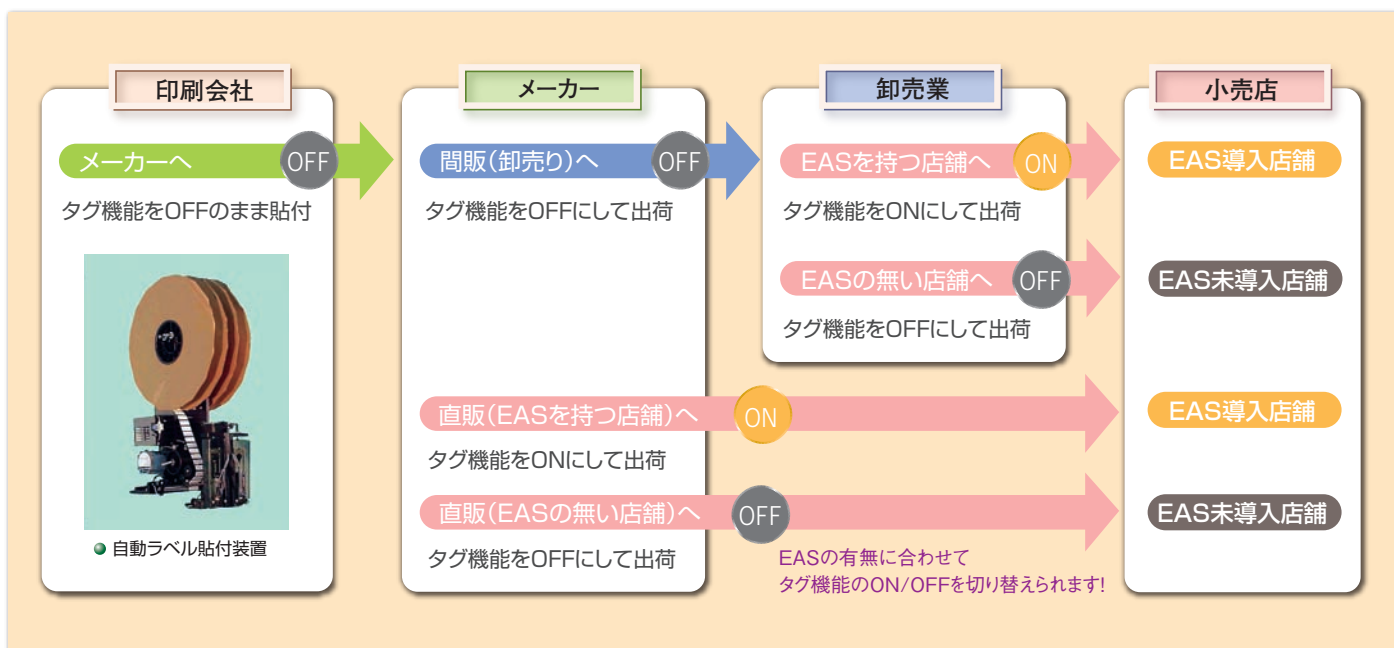 印刷会社
メーカーへ OFF
タグ機能をOFFのまま貼付
自動ラベル貼付装置
メーカー
間販(卸売り)へ OFF
タグ機能をOFFにして出荷
直販(EASを持つ店舗)へ ON
タグ機能をONにして出荷
直販(EASの無い店舗)へ OFF
タグ機能をOFFにして出荷
卸売業
EASを持つ店舗へ ON
タグ機能をONにして出荷
EASの無い店舗へ OFF
タグ機能をOFFにして出荷
EASの有無に合わせて
タグ機能のON/OFFを切り替えられます!
小売店
EAS導入店舗
EAS未導入店舗
EAS導入店舗
EAS未導入店舗